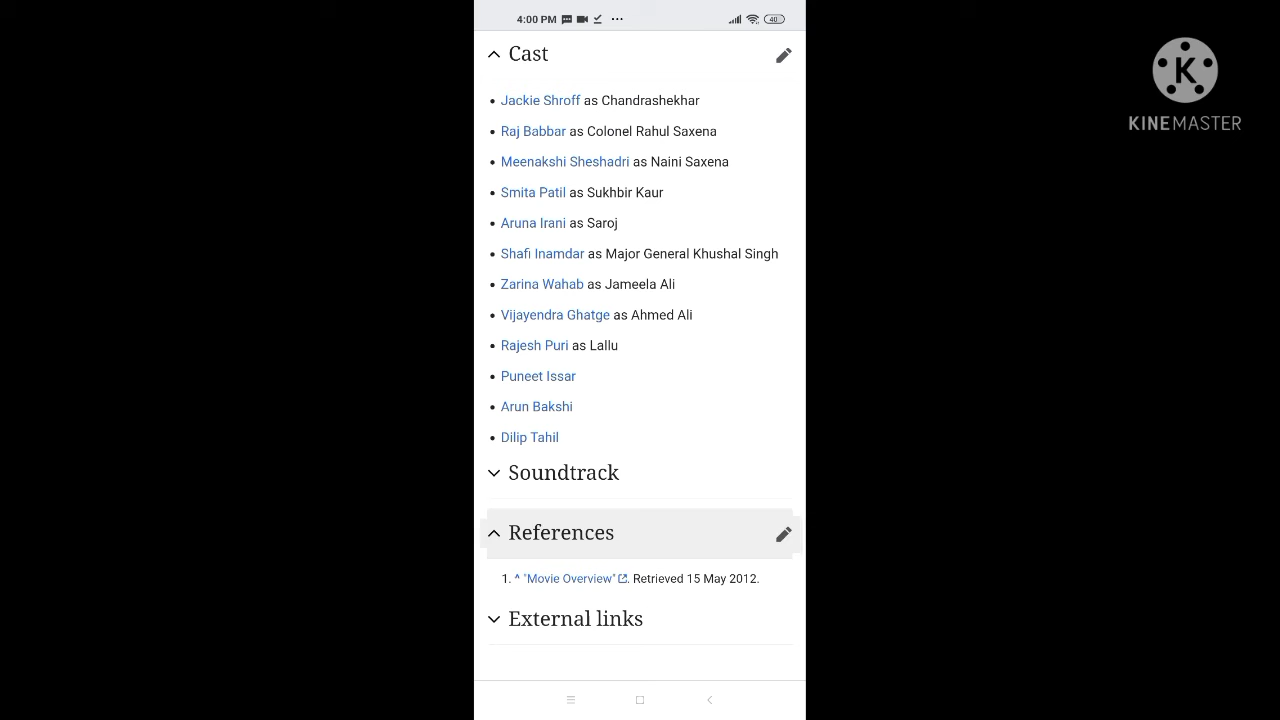 4:00 PM
40
Cast
Jackie Shroff as Chandrashekhar
Raj Babbar as Colonel Rahul Saxena
Meenakshi Sheshadri as Naini Saxena
Smita Patil as Sukhbir Kaur
Aruna Irani as Saroj
Shafi Inamdar as Major General Khushal Singh
Zarina Wahab as Jameela Ali
Vijayendra Ghatge as Ahmed Ali
Rajesh Puri as Lallu
Puneet Issar
Arun Bakshi
Dilip Tahil
Soundtrack
References
1. ^ "Movie Overview". Retrieved 15 May 2012.
External links
K
KINEMASTER